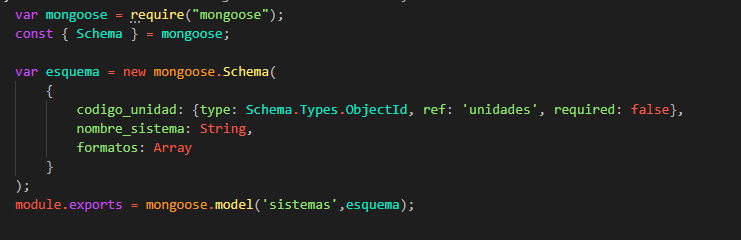 var mongoose = require("mongoose");
const { Schema } = mongoose;
var esquema = new mongoose.Schema(
{
codigo_unidad: {type: Schema.Types.ObjectId, ref: 'unidades', required: false},
nombre_sistema: String,
formatos: Array
}
);
module.exports = mongoose.model('sistemas',esquema);